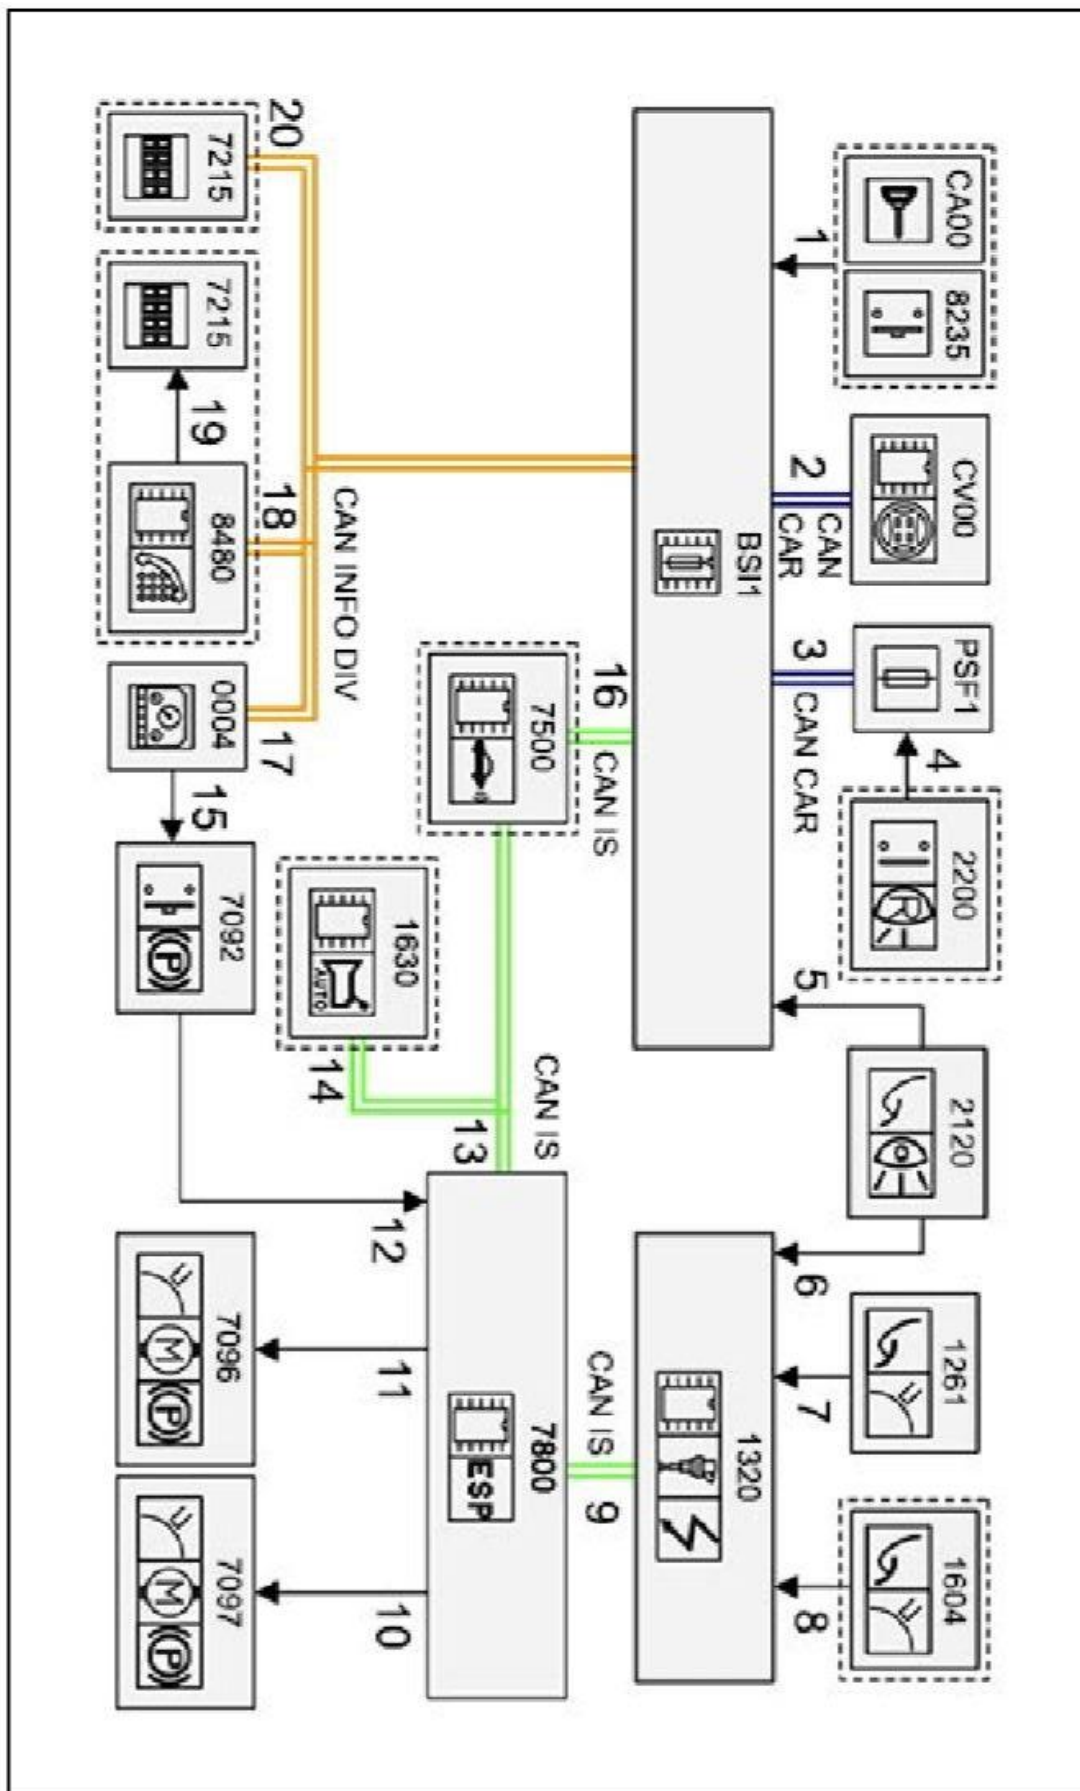 CA00
8235
CV00
PSF1
2200
R
2120
1261
1604
4
1
2
CAN
CAR
3
CAN CAR
5
6
7
8
BSI1
1320
16
CAN IS
CAN IS
9
7500
7800
ESP
CAN IS
13
1630
AUTO
14
12
11
10
CAN INFO DIV
20
18
17
7215
7215
19
8480
0004
15
7092
P
7096
M
P
7097
M
P